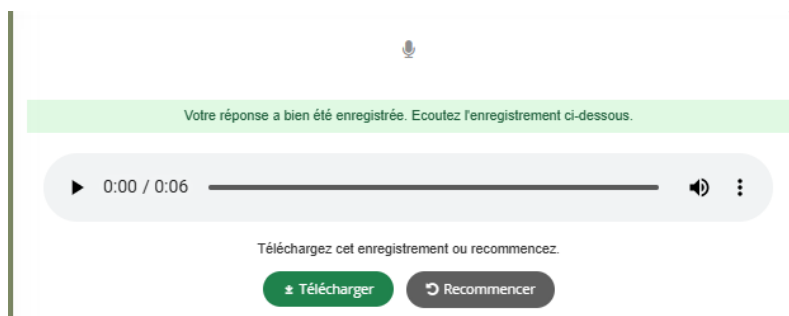 Votre réponse a bien été enregistrée. Ecoutez l'enregistrement ci-dessous.
0:00 / 0:06
Téléchargez cet enregistrement ou recommencez.
Télécharger Recommencer